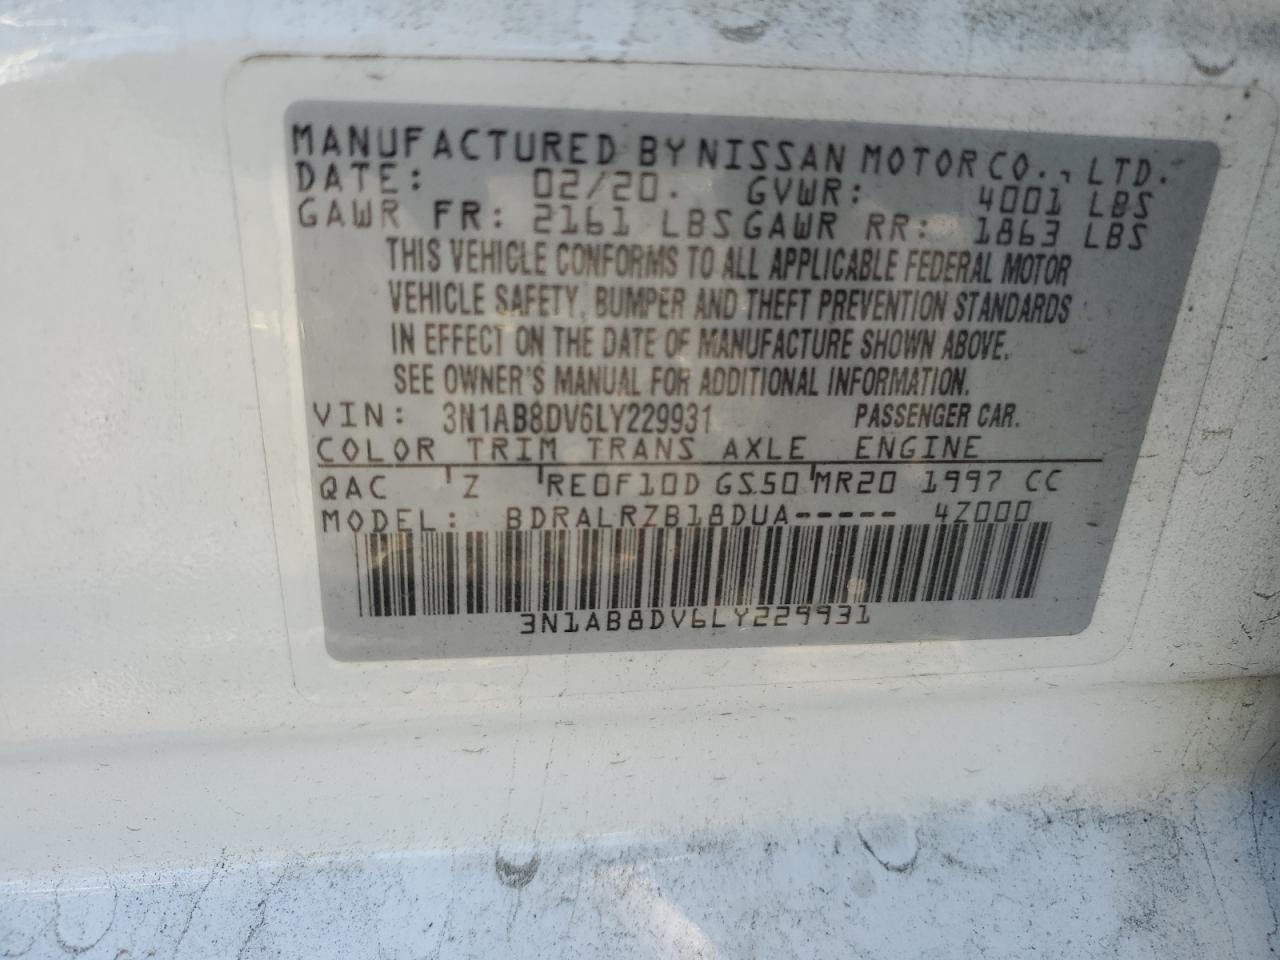 MANUFACTURED BY NISSAN MOTOR CO., LTD.
DATE: 02/20. GVWR: 4001 LBS
GAWR FR: 2161 LBS GAWR RR: 1863 LBS
THIS VEHICLE CONFORMS TO ALL APPLICABLE FEDERAL MOTOR
VEHICLE SAFETY, BUMPER AND THEFT PREVENTION STANDARDS
IN EFFECT ON THE DATE OF MANUFACTURE SHOWN ABOVE.
SEE OWNER'S MANUAL FOR ADDITIONAL INFORMATION.
VIN: 3N1AB8DV6LY229931 PASSENGER CAR.
COLOR TRIM TRANS AXLE ENGINE
QAC Z RE0F10D GS50 MR20 1997 CC
MODEL: BDRALRZB18DUA----- 4Z000
3N1AB8DV6LY229931